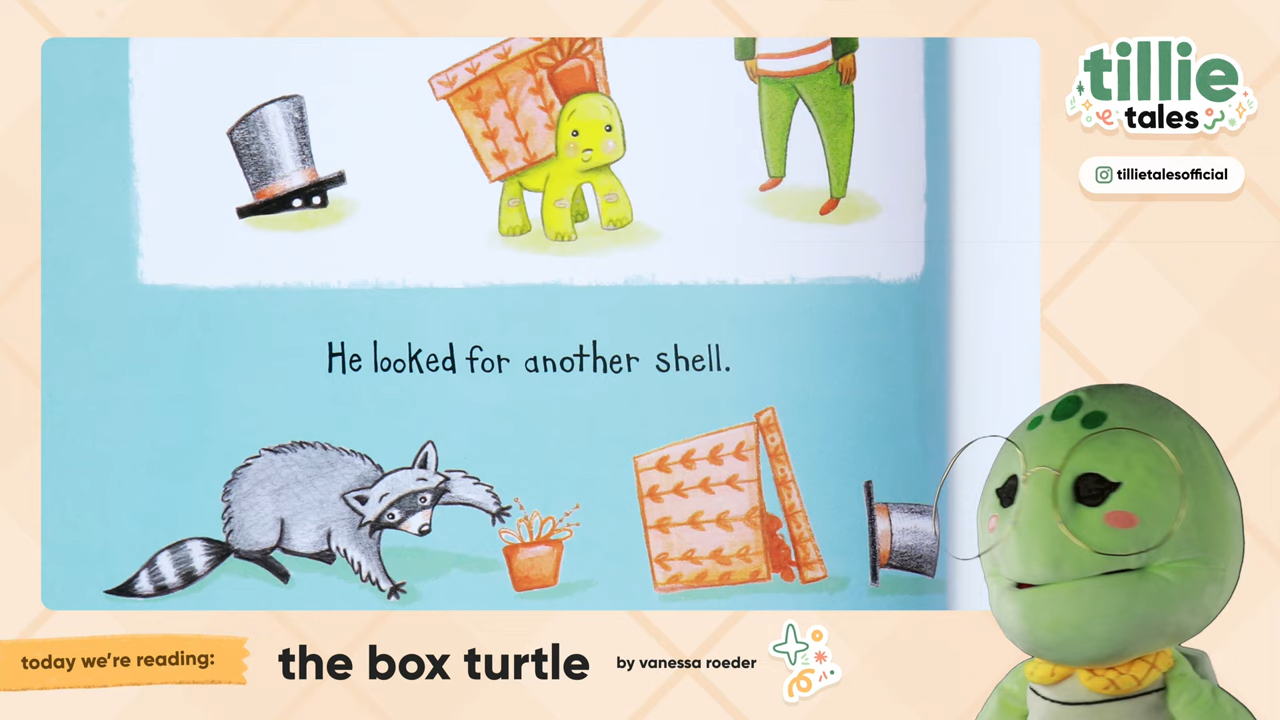 tillie
tales
tillietalesofficial
He looked for another shell.
today we're reading:
the box turtle
by vanessa roeder